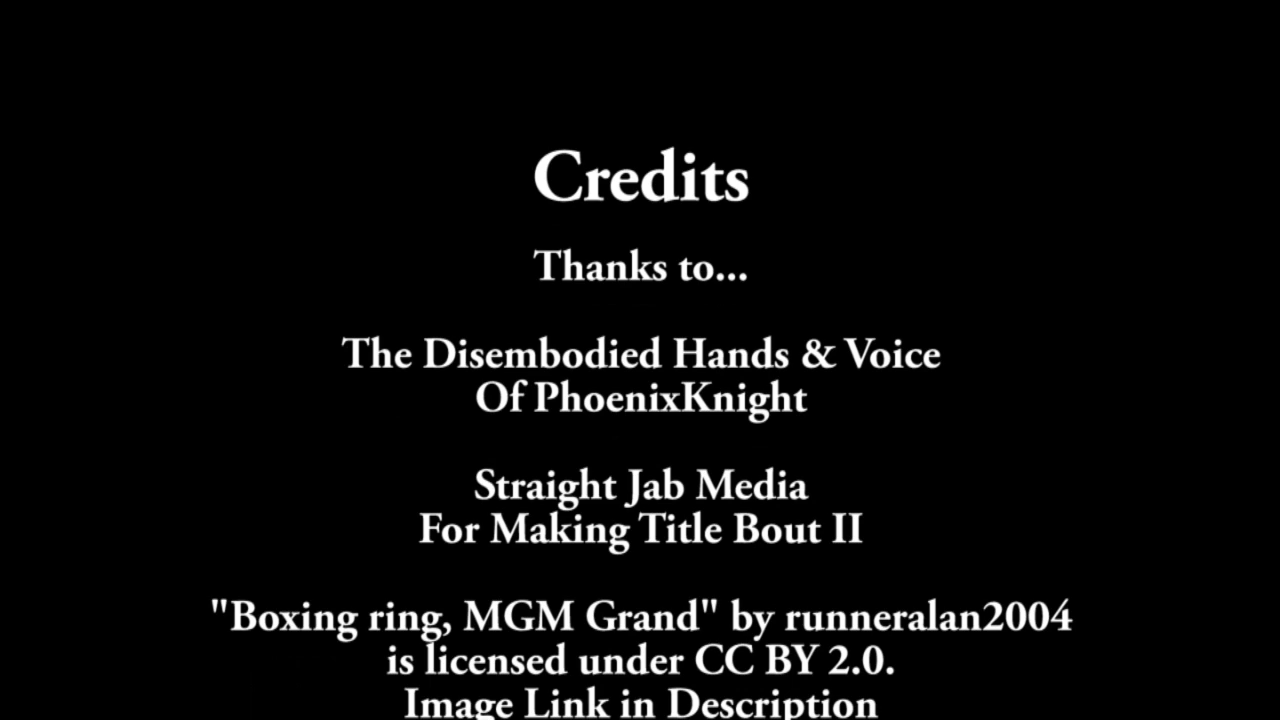 Credits
Thanks to...
The Disembodied Hands & Voice
Of PhoenixKnight
Straight Jab Media
For Making Title Bout II
"Boxing ring, MGM Grand" by runneralan2004
is licensed under CC BY 2.0.
Image Link in Description